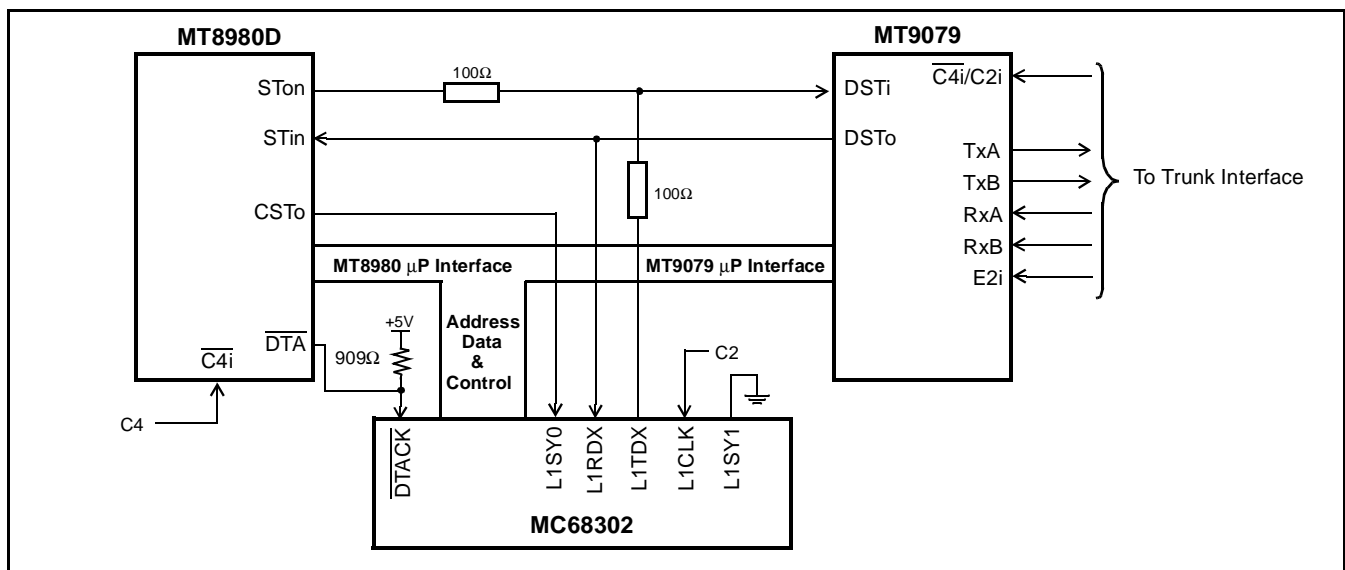 MT8980D
MT9079
STon
100Ω
DSTi
C4i/C2i
STin
DSTo
TxA
100Ω
TxB
To Trunk Interface
CSTo
RxA
RxB
MT8980 µP Interface
MT9079 µP Interface
E2i
+5V
Address
Data
&
Control
DTA
909Ω
C4i
C2
C4
DTACK
L1SY0
L1RDX
L1TDX
L1CLK
L1SY1
MC68302